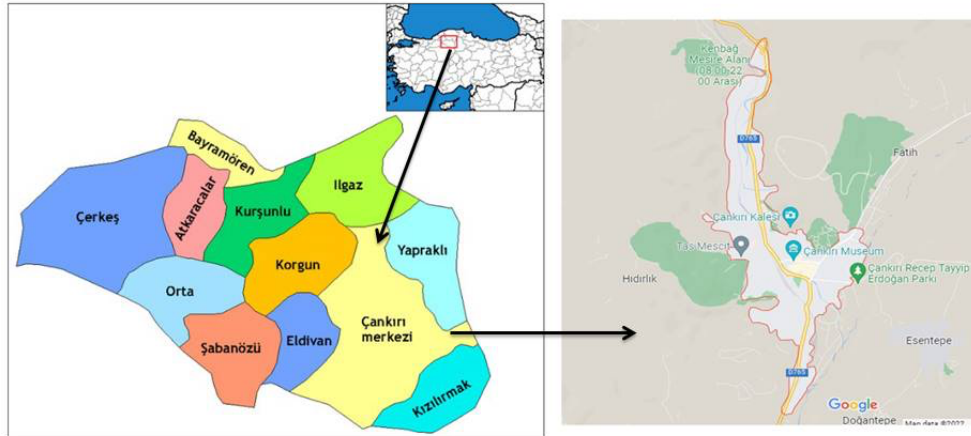 Bayramören
Çerkeş
Atkaracalar
Kurşunlu
Ilgaz
Korgun
Yapraklı
Orta
Çankırı
merkezi
Eldivan
Şabanözü
Kızılırmak
Kenbağ
Mesire Alanı
(08 00 22
00 Arası)
D765
Fatih
Çankırı Kalesi
Taş Mescit
Çankırı Museum
Hıdırlık
Çankırı Recep Tayyip
Erdoğan Parkı
Esentepe
D765
Google
Doğantepe
Map data ©2022